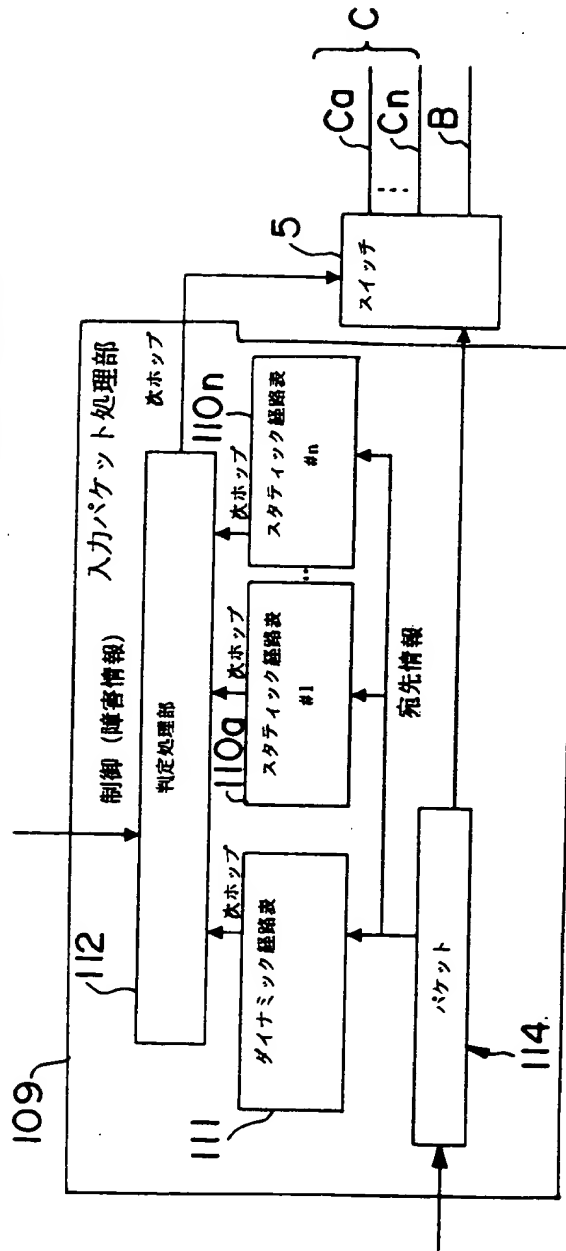 109
112
制御 (障害情報)
入力パケット処理部
判定処理部
次ホップ
次ホップ
次ホップ
次ホップ
111
ダイナミック経路表
110a
スタティック経路表
#1
...
110n
スタティック経路表
#n
宛先情報
パケット
114
5
スイッチ
Ca
...
Cn
C
B